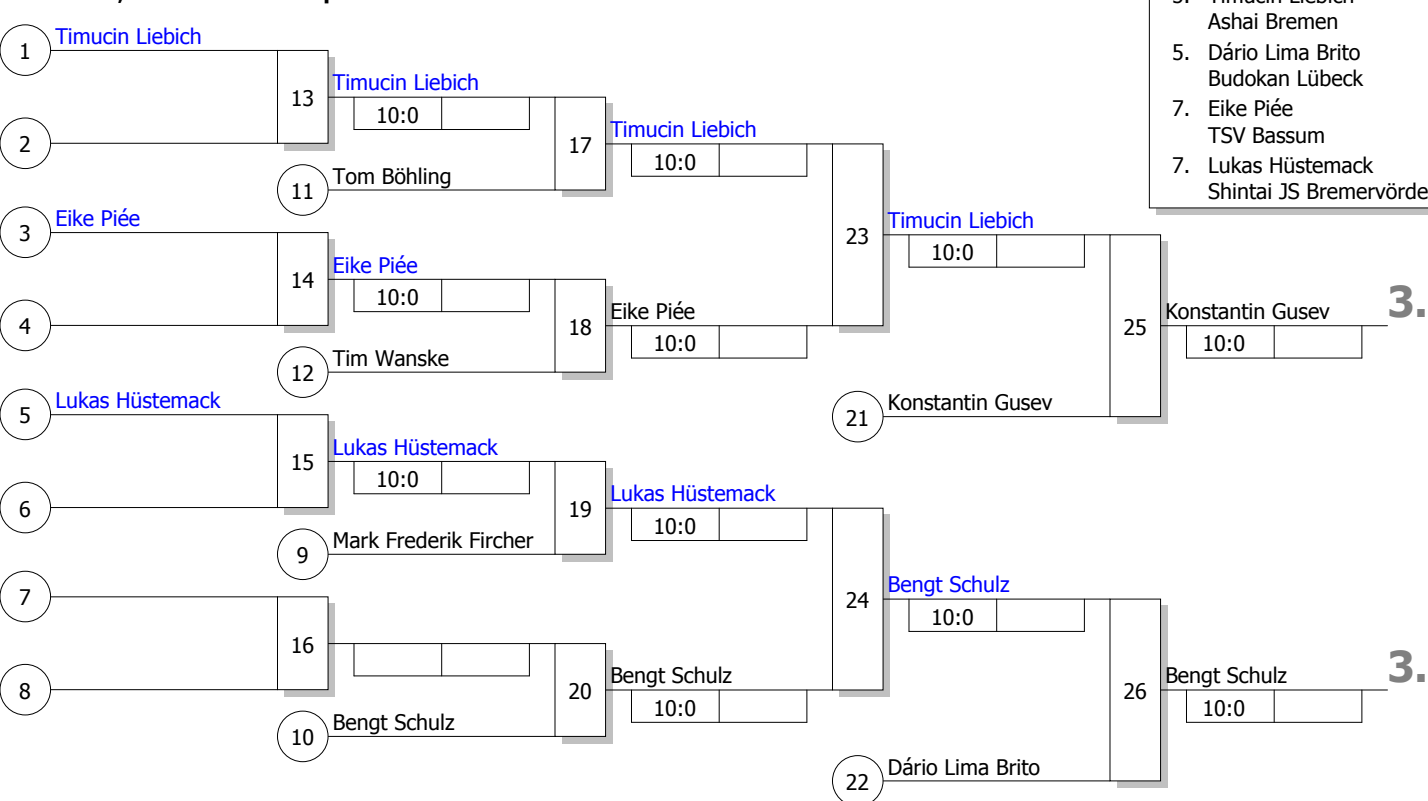 Ashai Bremen
5. Dário Lima Brito
Budokan Lübeck
7. Eike Piée
TSV Bassum
7. Lukas Hüstemack
Shintai JS Bremervörde
1 Timucin Liebich
13 Timucin Liebich
10:0
2
17 Timucin Liebich
10:0
11 Tom Böhling
3 Eike Piée
23 Timucin Liebich
10:0
14 Eike Piée
10:0
4
18 Eike Piée
10:0
12 Tim Wanske
25 Konstantin Gusev 3.
10:0
5 Lukas Hüstemack
21 Konstantin Gusev
15 Lukas Hüstemack
10:0
6
19 Lukas Hüstemack
10:0
9 Mark Frederik Fircher
7
24 Bengt Schulz
10:0
16
8
20 Bengt Schulz
10:0
10 Bengt Schulz
26 Bengt Schulz 3.
10:0
22 Dário Lima Brito